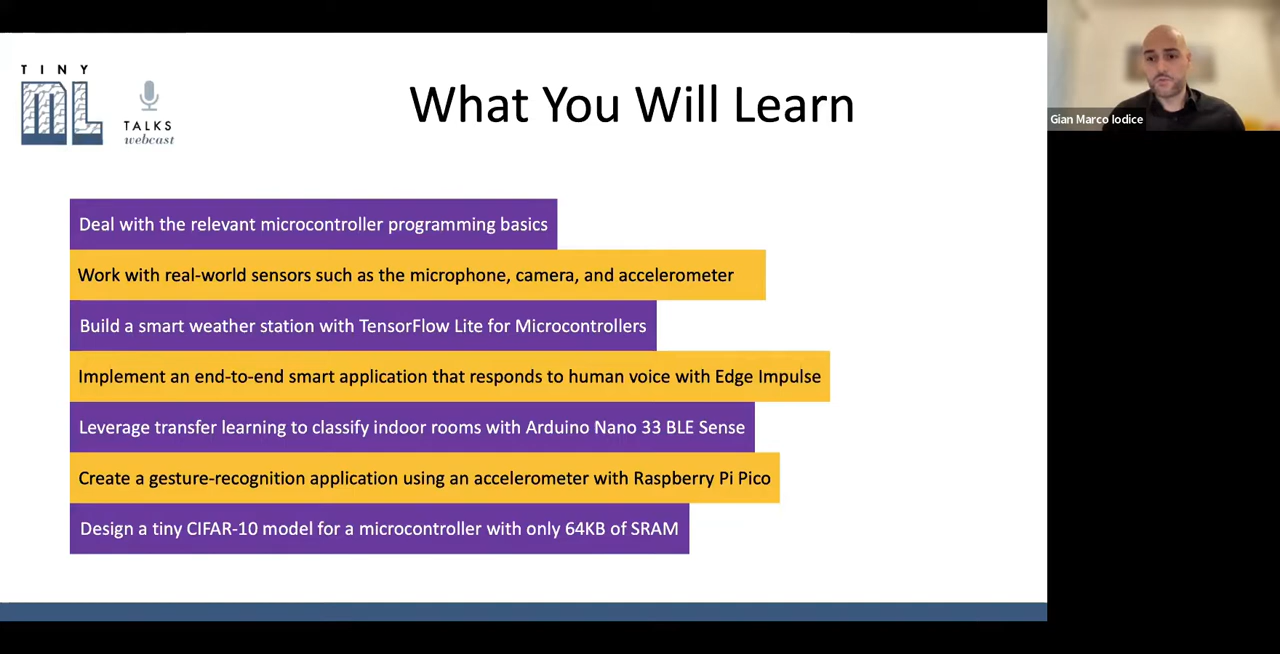 TINY
ML
TALKS
webcast
What You Will Learn
Gian Marco Iodice
Deal with the relevant microcontroller programming basics
Work with real-world sensors such as the microphone, camera, and accelerometer
Build a smart weather station with TensorFlow Lite for Microcontrollers
Implement an end-to-end smart application that responds to human voice with Edge Impulse
Leverage transfer learning to classify indoor rooms with Arduino Nano 33 BLE Sense
Create a gesture-recognition application using an accelerometer with Raspberry Pi Pico
Design a tiny CIFAR-10 model for a microcontroller with only 64KB of SRAM